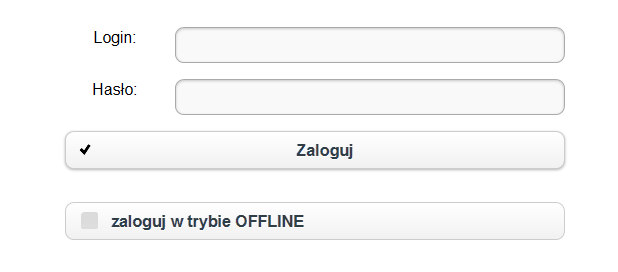 Login:
Hasło:
Zaloguj
zaloguj w trybie OFFLINE